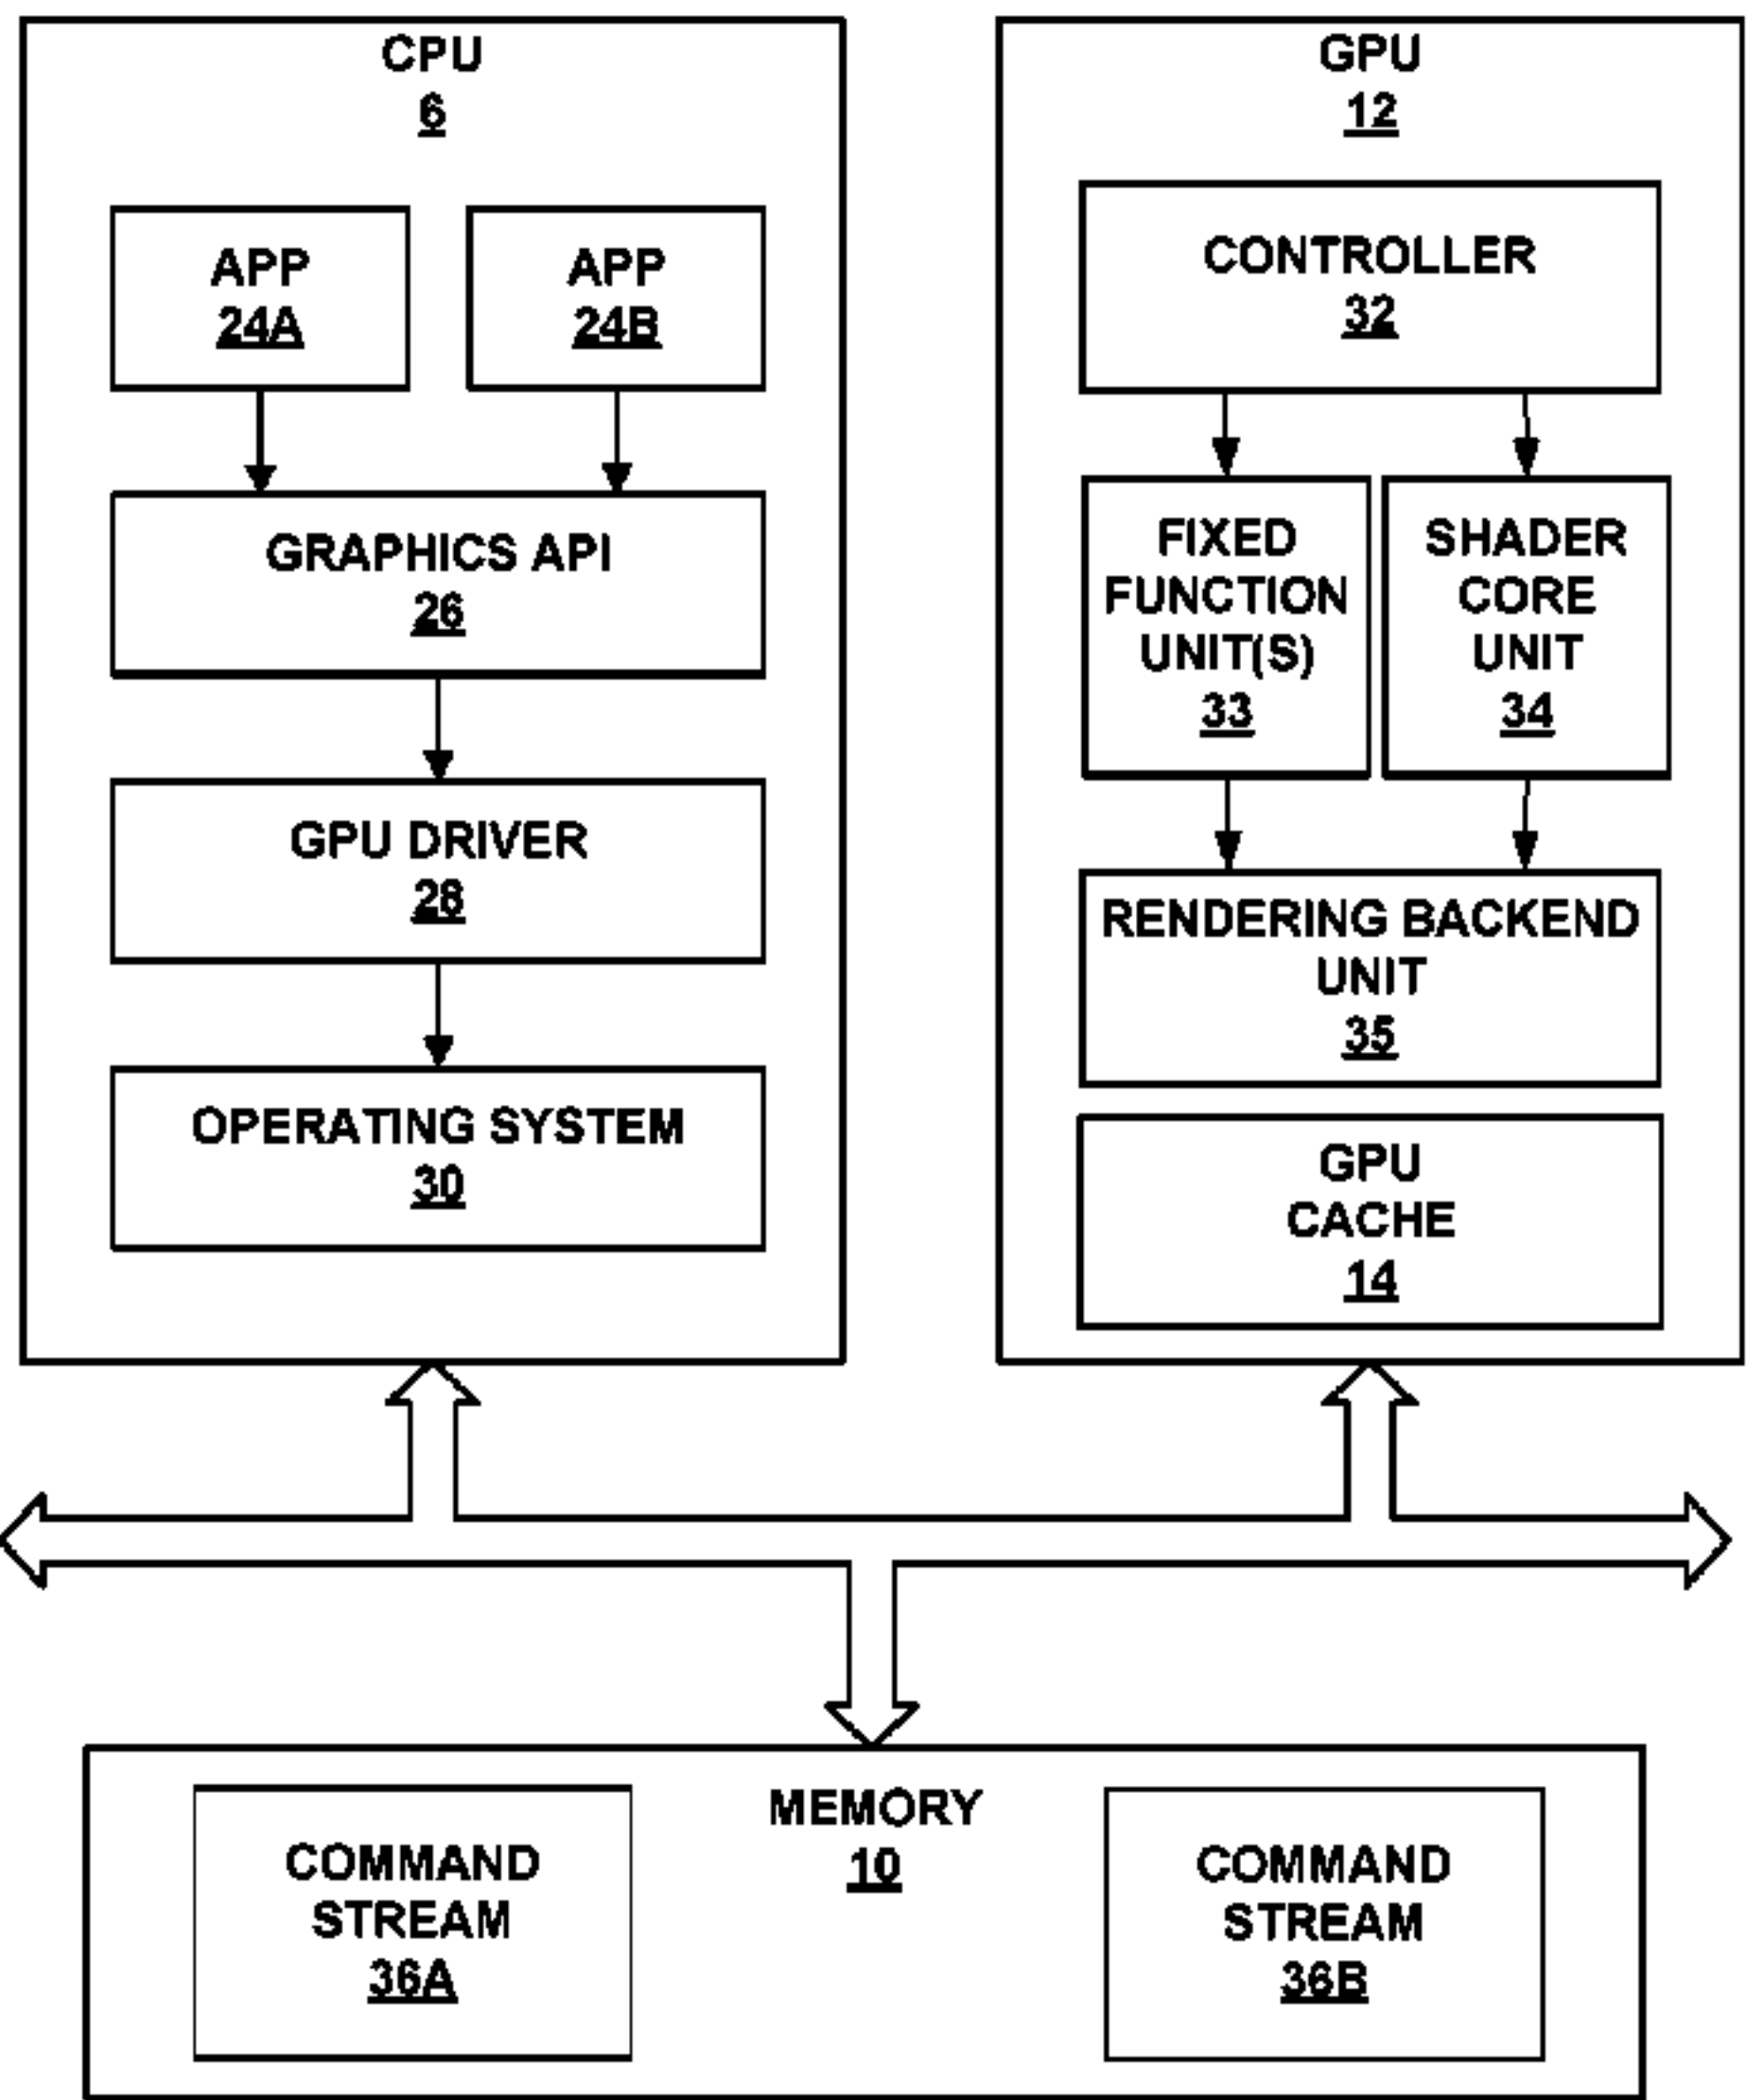 CPU
6
APP
24A
APP
24B
GRAPHICS API
26
GPU DRIVER
28
OPERATING SYSTEM
30
GPU
12
CONTROLLER
32
FIXED
FUNCTION
UNIT(S)
33
SHADER
CORE
UNIT
34
RENDERING BACKEND
UNIT
35
GPU
CACHE
14
MEMORY
10
COMMAND
STREAM
36A
COMMAND
STREAM
36B